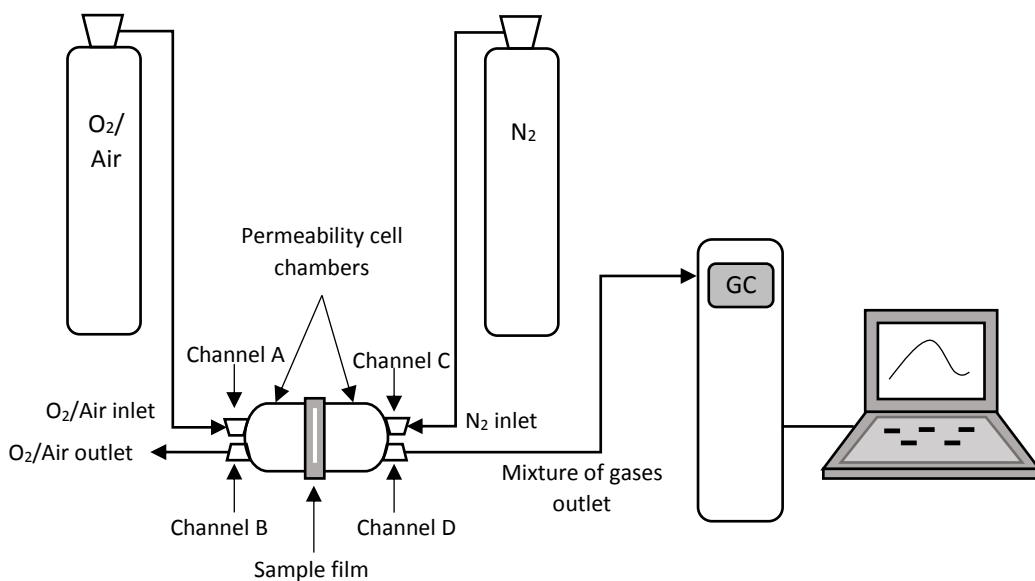 O₂/
Air
N₂
Permeability cell
chambers
GC
Channel A
Channel C
O₂/Air inlet
N₂ inlet
O₂/Air outlet
Mixture of gases
outlet
Channel B
Channel D
Sample film